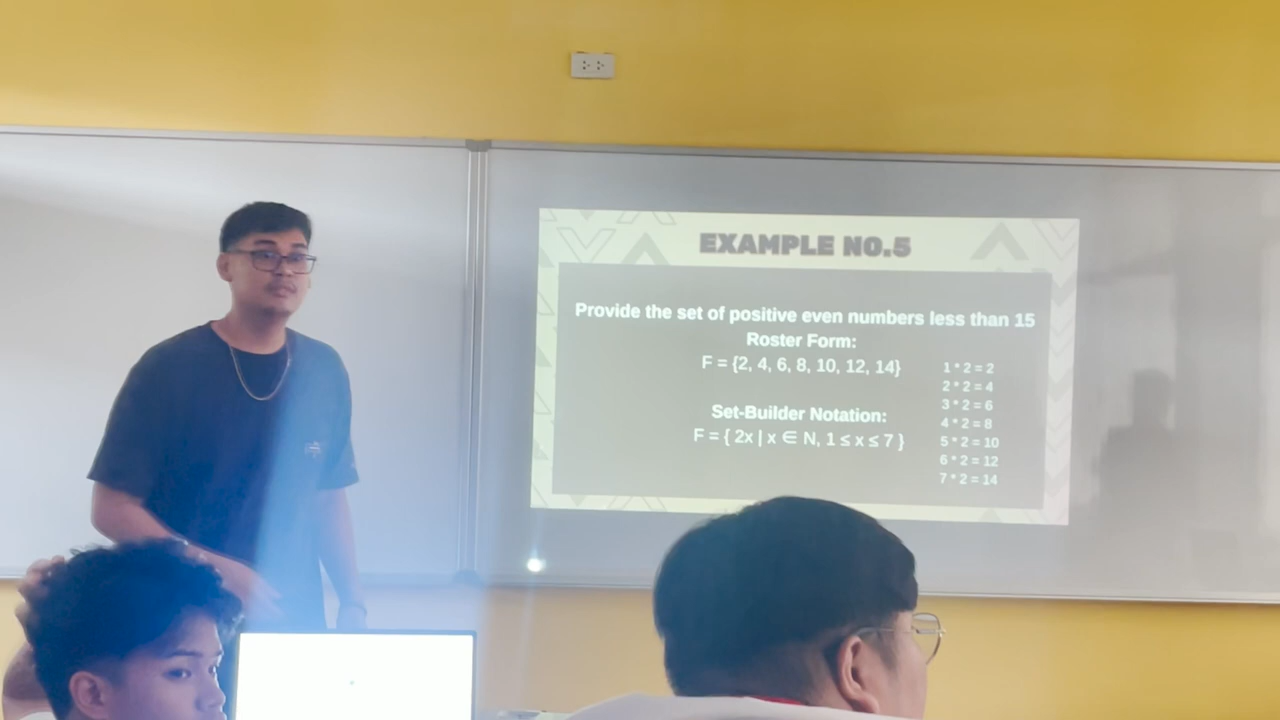 EXAMPLE NO.5
Provide the set of positive even numbers less than 15
Roster Form:
F = {2, 4, 6, 8, 10, 12, 14}
Set-Builder Notation:
F = { 2x | x ∈ N, 1 ≤ x ≤ 7 }
1 * 2 = 2
2 * 2 = 4
3 * 2 = 6
4 * 2 = 8
5 * 2 = 10
6 * 2 = 12
7 * 2 = 14